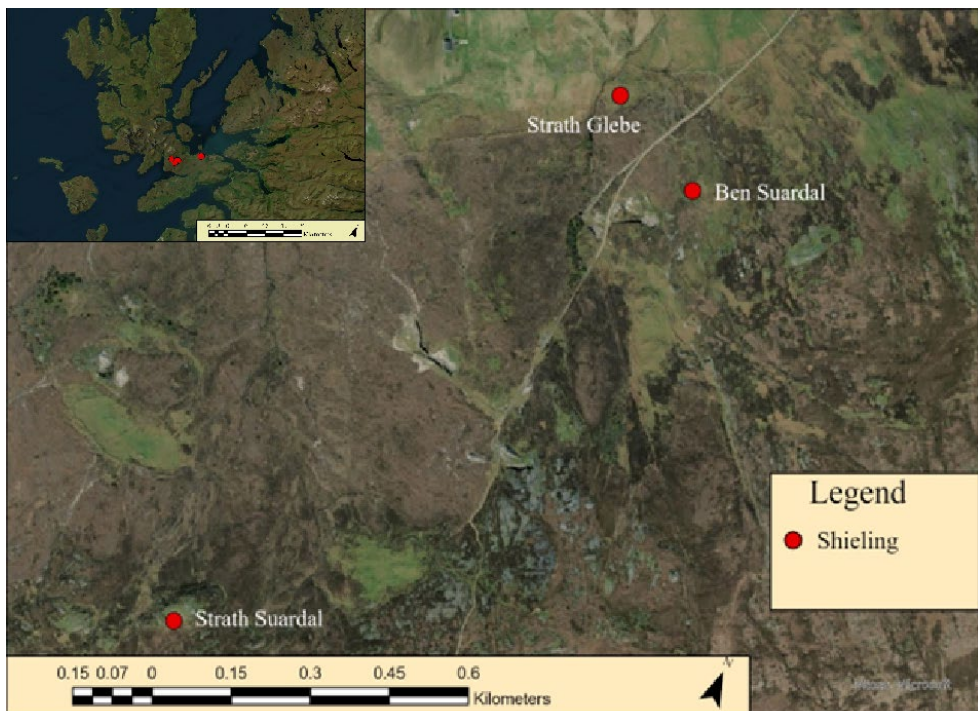 Kilometers
Strath Glebe
Ben Suardal
Legend
Shieling
Strath Suardal
0.15 0.07 0 0.15 0.3 0.45 0.6
Kilometers
N